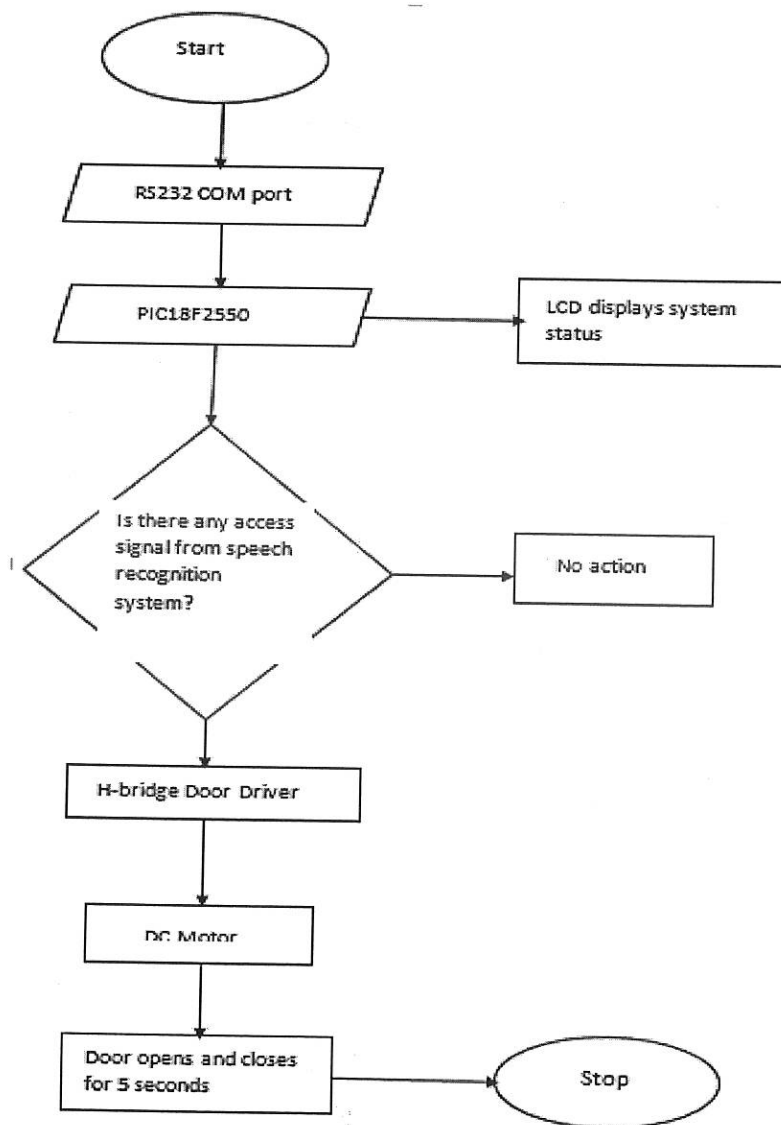 Start
RS232 COM port
PIC18F2550
LCD displays system
status
Is there any access
signal from speech
recognition
system?
No action
H-bridge Door Driver
DC Motor
Door opens and closes
for 5 seconds
Stop